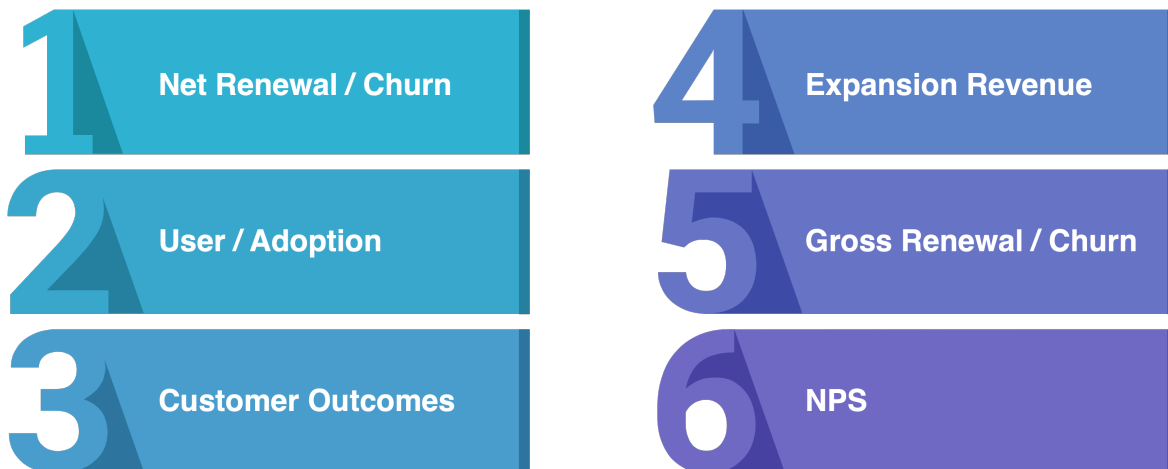 1 Net Renewal / Churn
2 User / Adoption
3 Customer Outcomes
4 Expansion Revenue
5 Gross Renewal / Churn
6 NPS